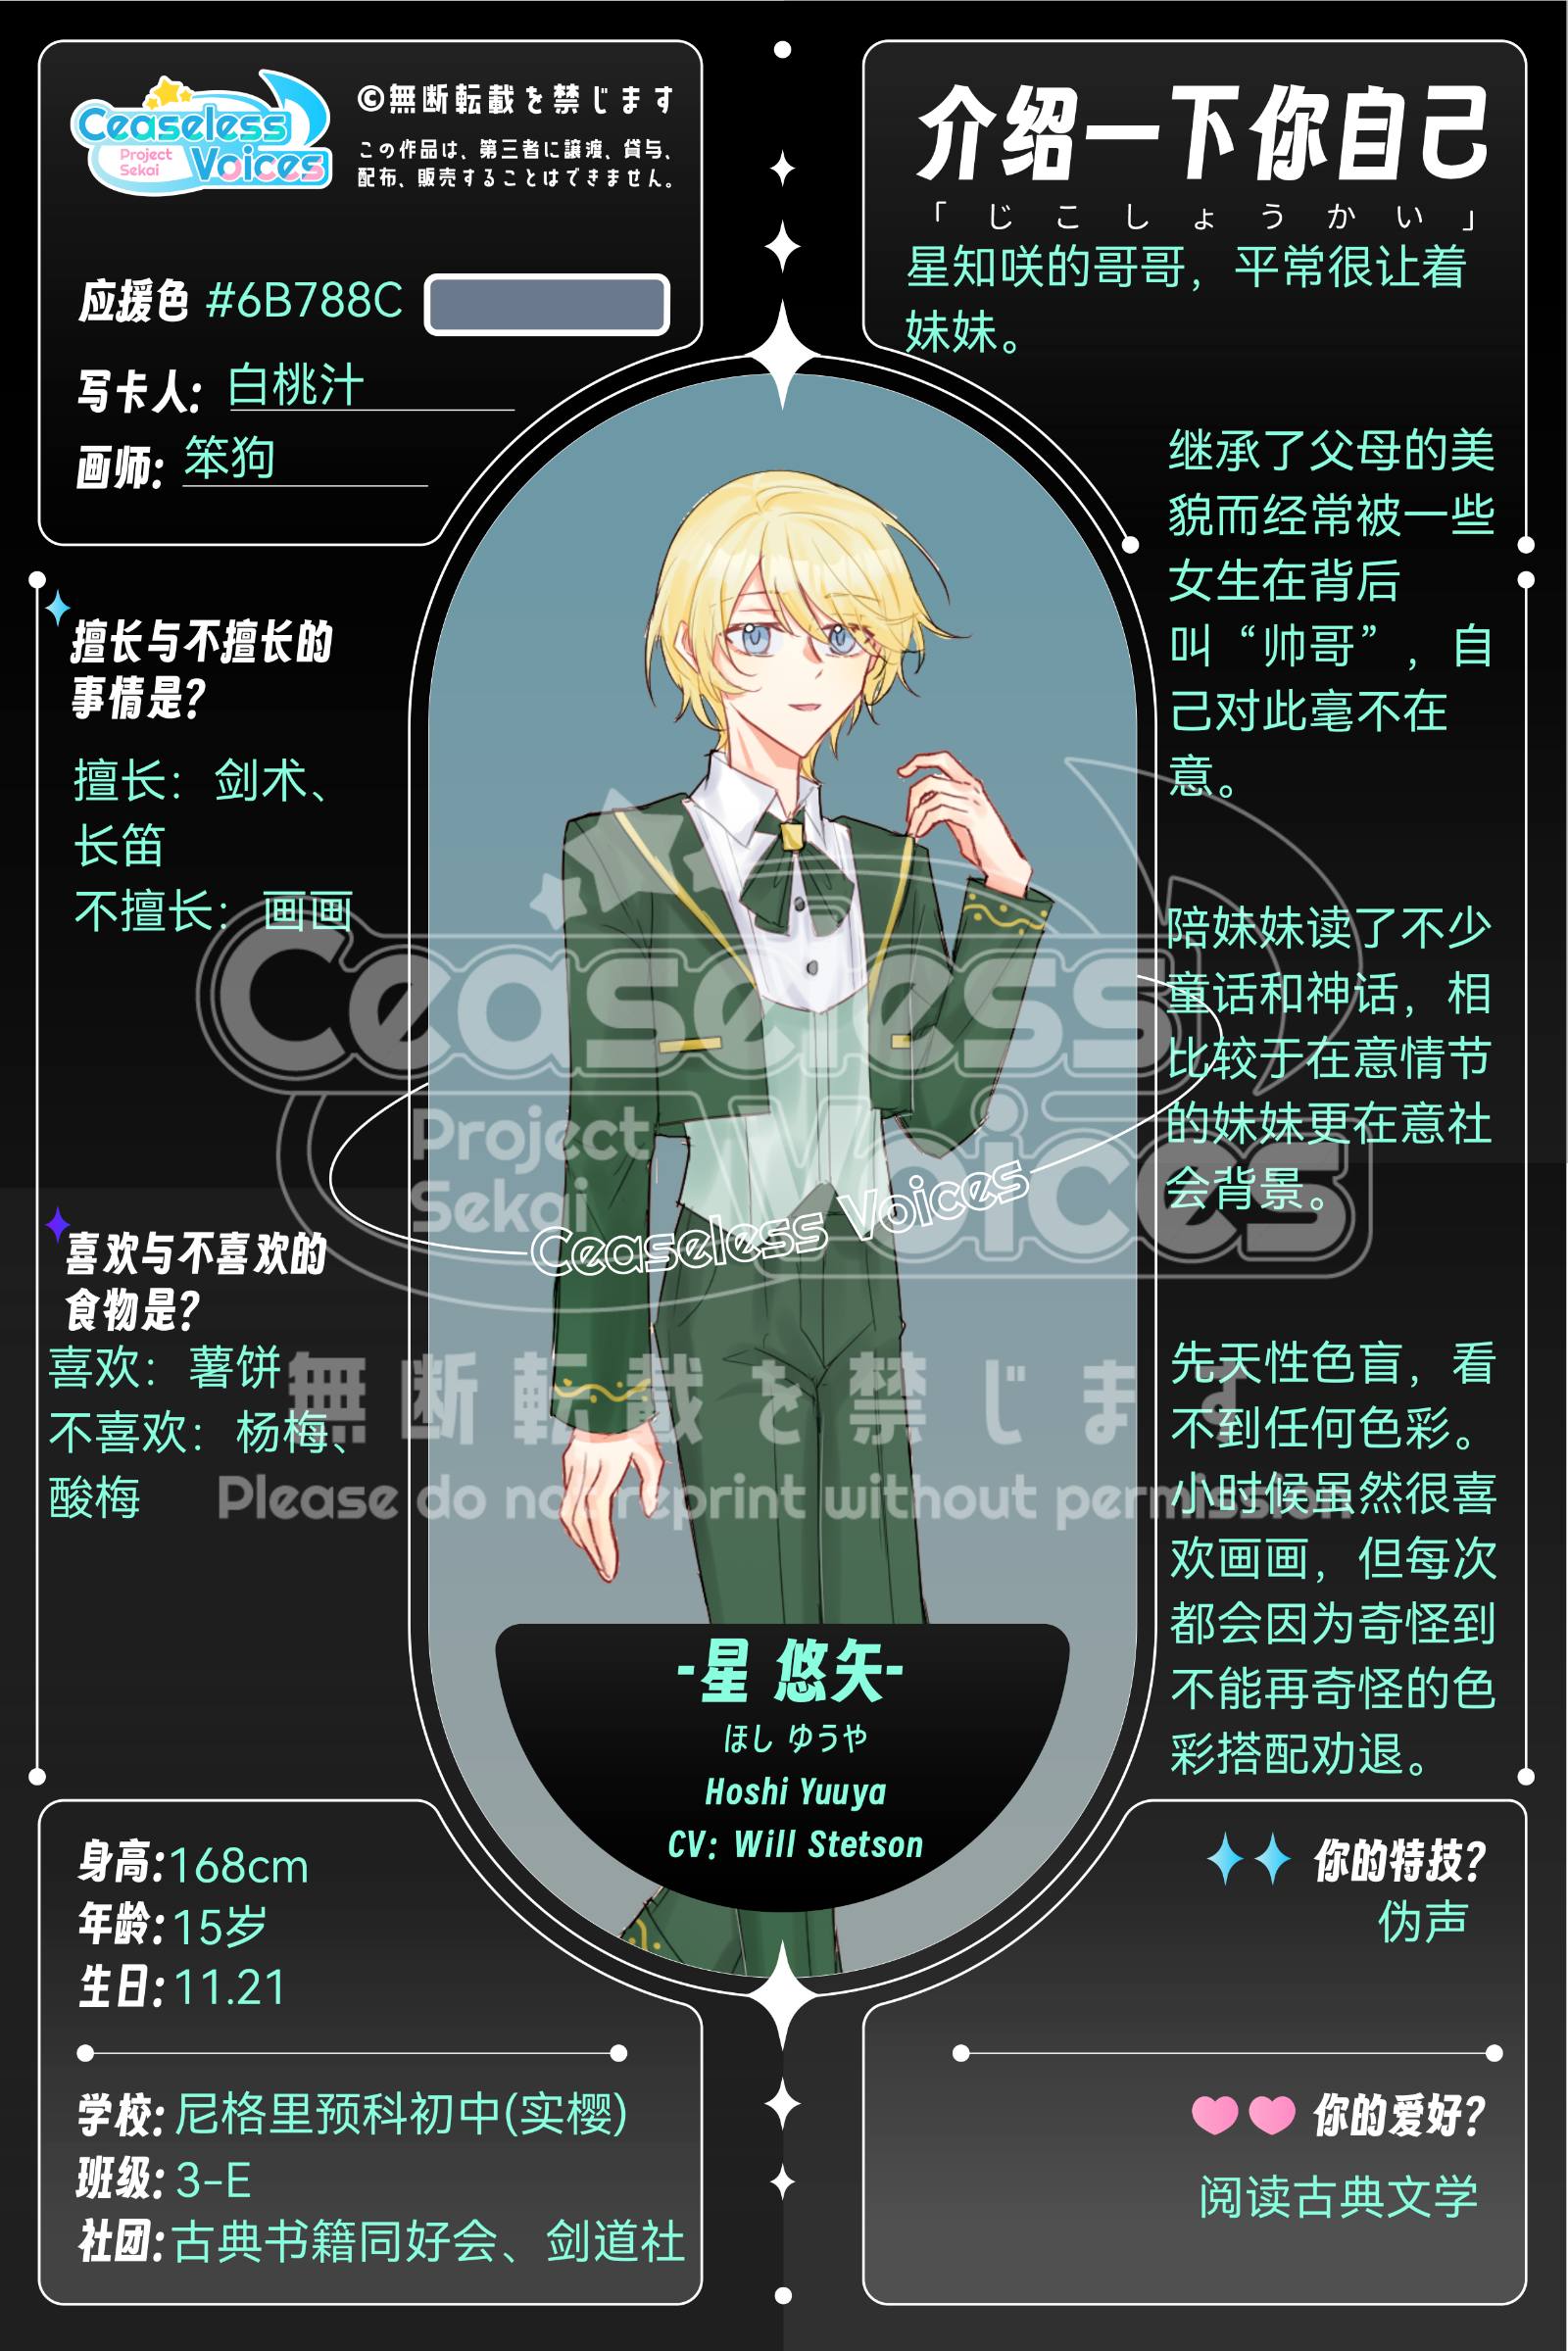 Ceaseless
Voices
Project
Sekai
©無断転載を禁じます
この作品は、第三者に譲渡、貸与、
配布、販売することはできません。
应援色 #6B788C
写卡人: 白桃汁
画师: 笨狗
介绍一下你自己
「じこしょうかい」
星知咲的哥哥，平常很让着
妹妹。
继承了父母的美
貌而经常被一些
女生在背后
叫“帅哥”，自
己对此毫不在
意。
陪妹妹读了不少
童话和神话，相
比较于在意情节
的妹妹更在意社
会背景。
先天性色盲，看
不到任何色彩。
小时候虽然很喜
欢画画，但每次
都会因为奇怪到
不能再奇怪的色
彩搭配劝退。
擅长与不擅长的
事情是?
擅长：剑术、
长笛
不擅长：画画
喜欢与不喜欢的
食物是?
喜欢：薯饼
不喜欢：杨梅、
酸梅
Ceaseless
Project
Sekai
Voices
Ceaseless Voices
無断転載を禁じます
Please do not reprint without permission
-星 悠矢-
ほし ゆうや
Hoshi Yuuya
CV: Will Stetson
身高:168cm
年龄:15岁
生日:11.21
学校:尼格里预科初中(实樱)
班级:3-E
社团:古典书籍同好会、剑道社
你的特技?
伪声
你的爱好?
阅读古典文学